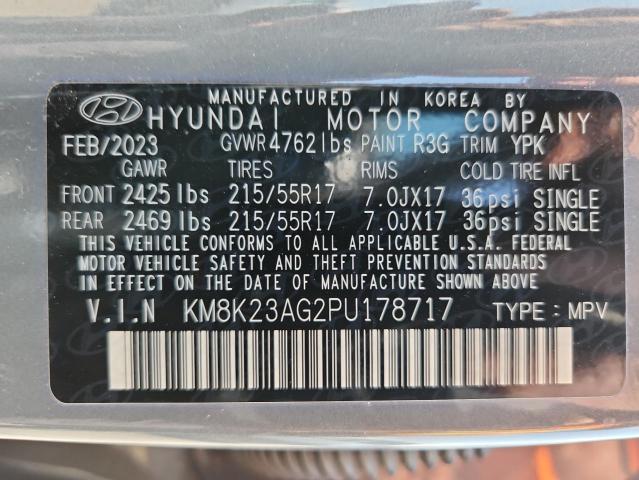 MANUFACTURED IN KOREA BY
HYUNDAI MOTOR COMPANY
FEB/2023 GVWR 4762lbs PAINT R3G TRIM YPK
GAWR TIRES RIMS COLD TIRE INFL
FRONT 2425 lbs 215/55R17 7.0JX17 36psi SINGLE
REAR 2469 lbs 215/55R17 7.0JX17 36psi SINGLE
THIS VEHICLE CONFORMS TO ALL APPLICABLE U.S.A. FEDERAL
MOTOR VEHICLE SAFETY AND THEFT PREVENTION STANDARDS
IN EFFECT ON THE DATE OF MANUFACTURE SHOWN ABOVE
V.I.N KM8K23AG2PU178717 TYPE : MPV